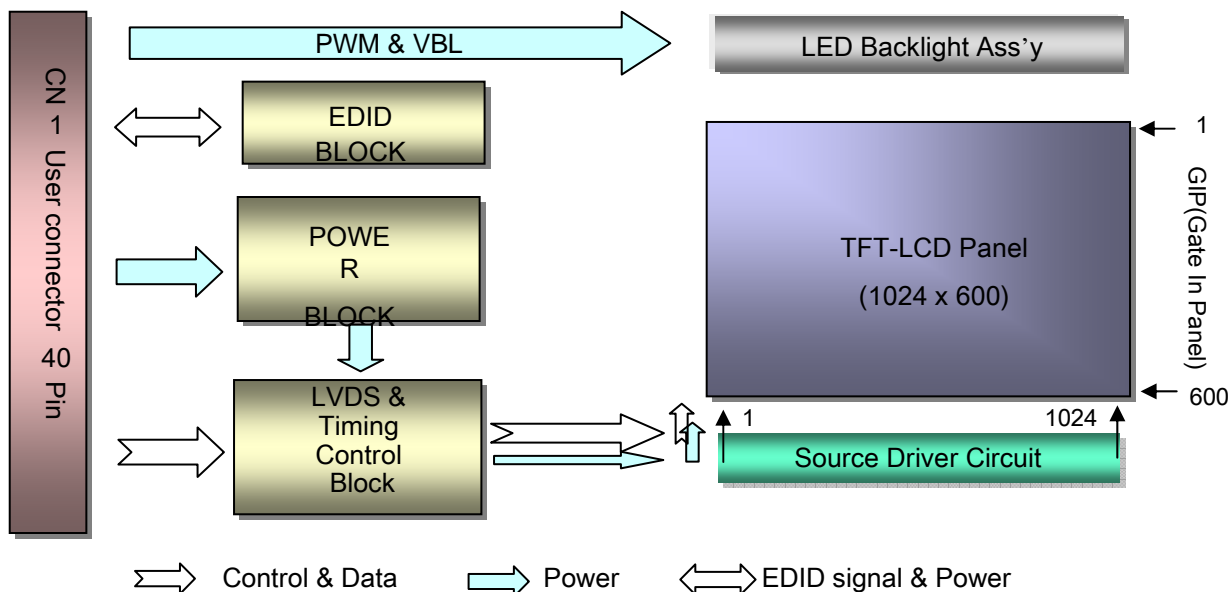 CN 1 User connector 40 Pin
PWM & VBL
LED Backlight Ass’y
EDID
BLOCK
POWE
R
BLOCK
LVDS &
Timing
Control
Block
TFT-LCD Panel
(1024 x 600)
1
GIP(Gate In Panel)
600
1
1024
Source Driver Circuit
Control & Data
Power
EDID signal & Power